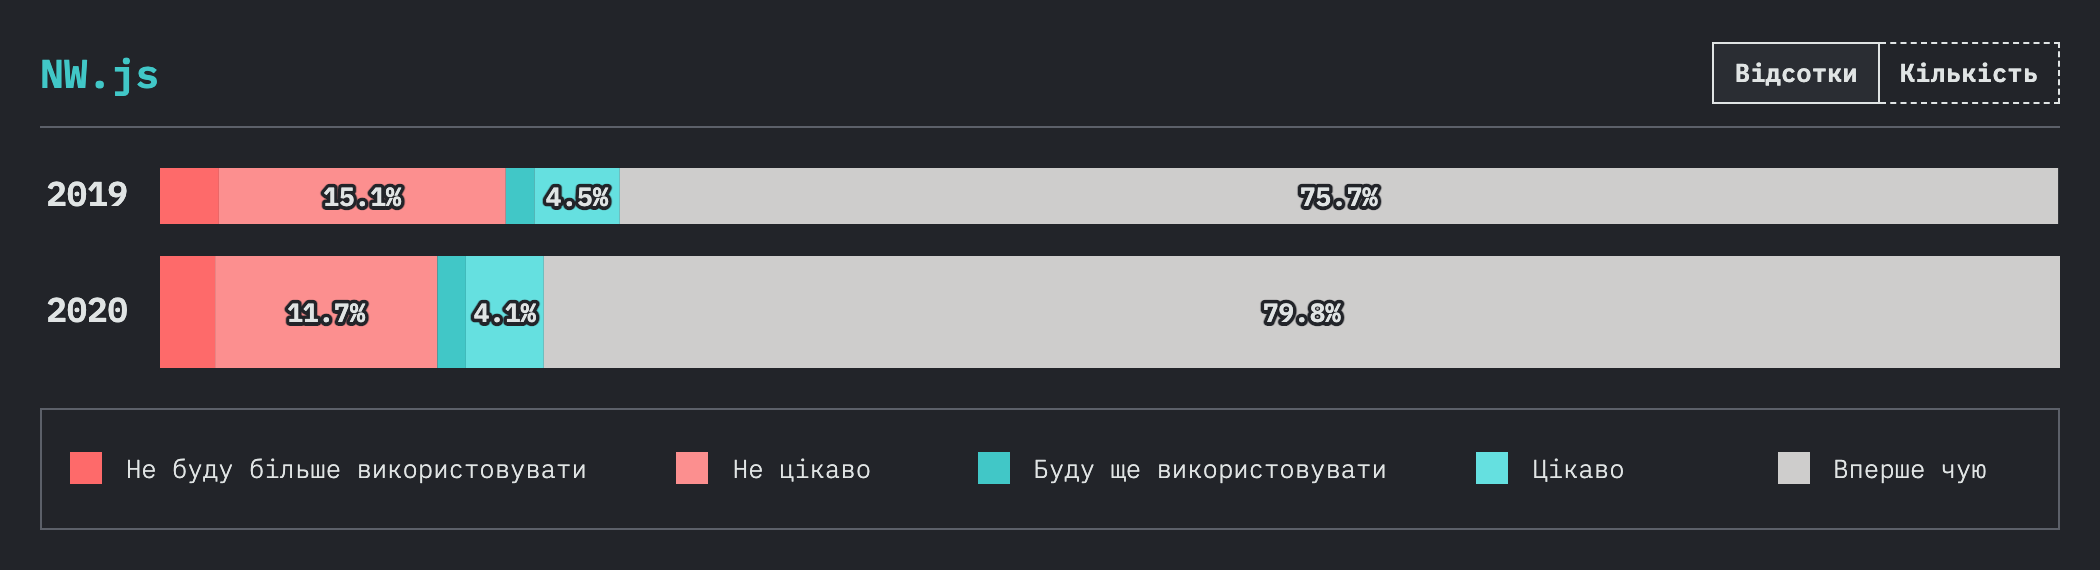 NW.js
Відсотки Кількість
2019 15.1% 4.5% 75.7%
2020 11.7% 4.1% 79.8%
Не буду більше використовувати Не цікаво Буду ще використовувати Цікаво Вперше чую